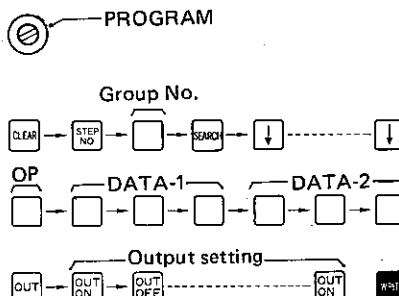 PROGRAM
Group No.
CLEAR STEP NO SEARCH ↓ ↓
OP DATA-1 DATA-2
Output setting
OUT OUT ON OUT OFF OUT ON